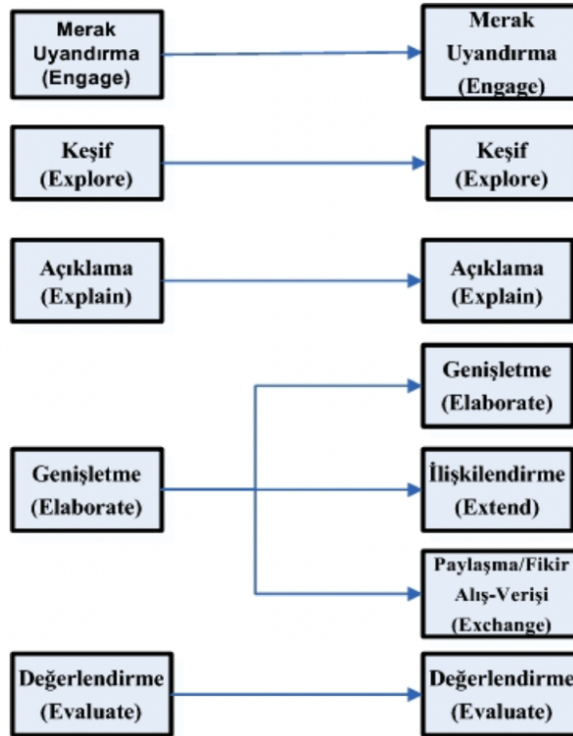 Merak
Uyandırma
(Engage)
Merak
Uyandırma
(Engage)
Keşif
(Explore)
Keşif
(Explore)
Açıklama
(Explain)
Açıklama
(Explain)
Genişletme
(Elaborate)
Genişletme
(Elaborate)
İlişkilendirme
(Extend)
Paylaşma/Fikir
Alış-Verişi
(Exchange)
Değerlendirme
(Evaluate)
Değerlendirme
(Evaluate)